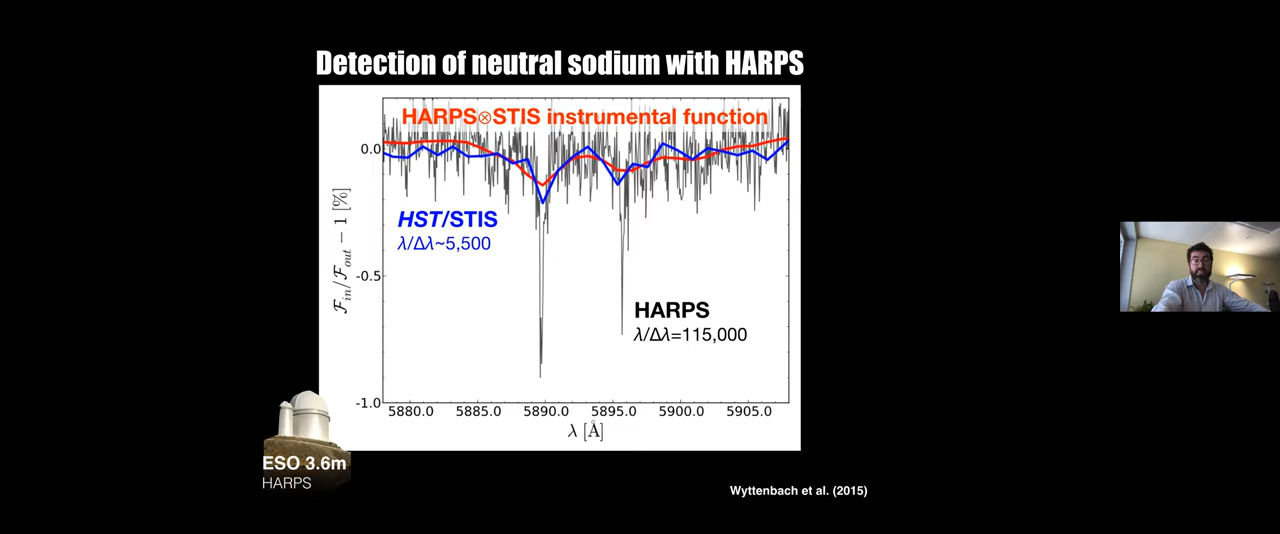 Detection of neutral sodium with HARPS
HARPS⊗STIS instrumental function
0.0
HST/STIS
λ/Δλ~5,500
-0.5
HARPS
λ/Δλ=115,000
-1.0
5880.0 5885.0 5890.0 5895.0 5900.0 5905.0
λ [Å]
ℱin/ℱout − 1 [%]
ESO 3.6m
HARPS
Wyttenbach et al. (2015)